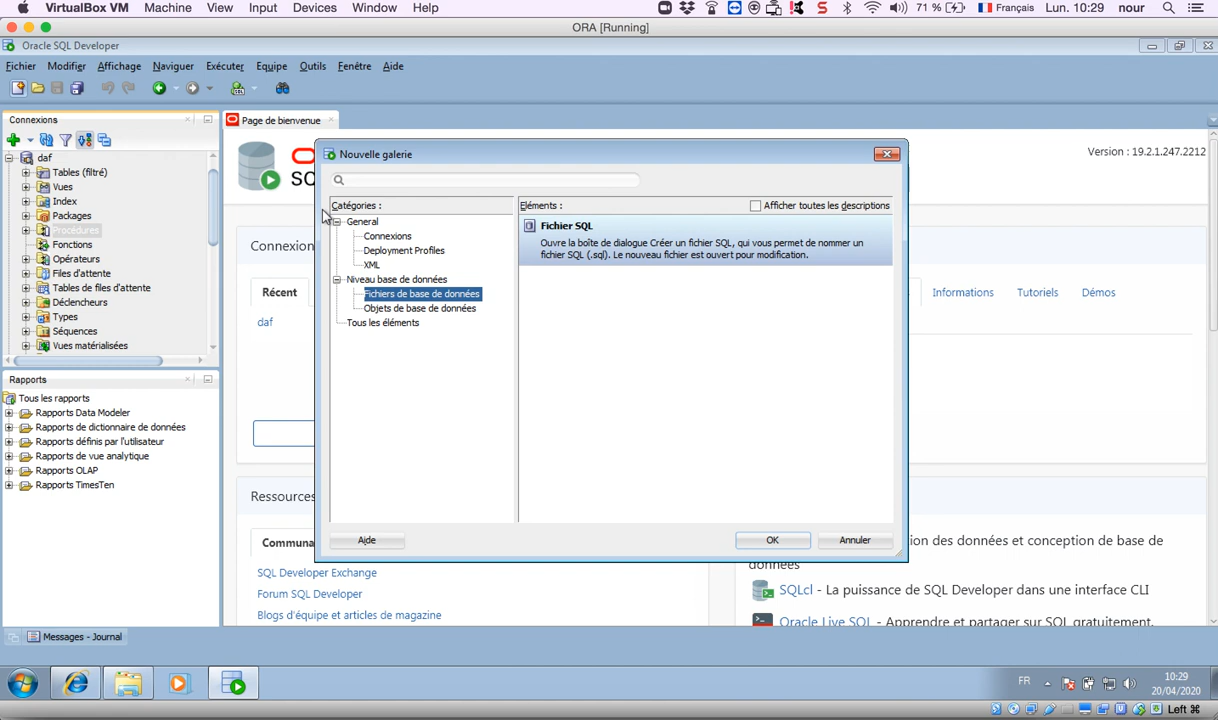 VirtualBox VM Machine View Input Devices Window Help 71 % Français Lun. 10:29 nour
ORA [Running]
Oracle SQL Developer
Fichier Modifier Affichage Naviguer Exécuter Equipe Outils Fenêtre Aide
Connexions
Page de bienvenue
daf
Tables (filtré)
Vues
Index
Packages
Procédures
Fonctions
Opérateurs
Files d'attente
Tables de files d'attente
Déclencheurs
Types
Séquences
Vues matérialisées
Rapports
Tous les rapports
Rapports Data Modeler
Rapports de dictionnaire de données
Rapports définis par l'utilisateur
Rapports de vue analytique
Rapports OLAP
Rapports TimesTen
Version : 19.2.1.247.2212
Connexion
Récent
daf
Informations Tutoriels Démos
Nouvelle galerie
Catégories :
General
Connexions
Deployment Profiles
XML
Niveau base de données
Fichiers de base de données
Objets de base de données
Tous les éléments
Eléments :
Afficher toutes les descriptions
Fichier SQL
Ouvre la boîte de dialogue Créer un fichier SQL, qui vous permet de nommer un
fichier SQL (.sql). Le nouveau fichier est ouvert pour modification.
Aide
OK
Annuler
Ressources
Communa
SQL Developer Exchange
Forum SQL Developer
Blogs d'équipe et articles de magazine
ion des données et conception de base de
données
SQLcl - La puissance de SQL Developer dans une interface CLI
Oracle Live SQL - Apprendre et partager sur SQL gratuitement.
Messages - Journal
FR
10:29
20/04/2020
Left ⌘